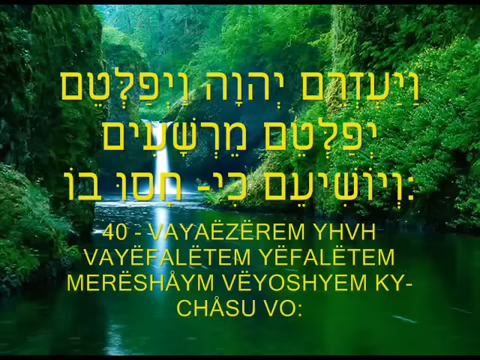 וַיַּעְזְרֵם יְהוָה וַיְפַלְּטֵם
יְפַלְּטֵם מֵרְשָׁעִים
וְיוֹשִׁיעֵם כִּי- חָסוּ בוֹ:
40 - VAYAËZËREM YHVH
VAYËFALËTEM YËFALËTEM
MERËSHÅYM VËYOSHYEM KY-
CHÅSU VO: